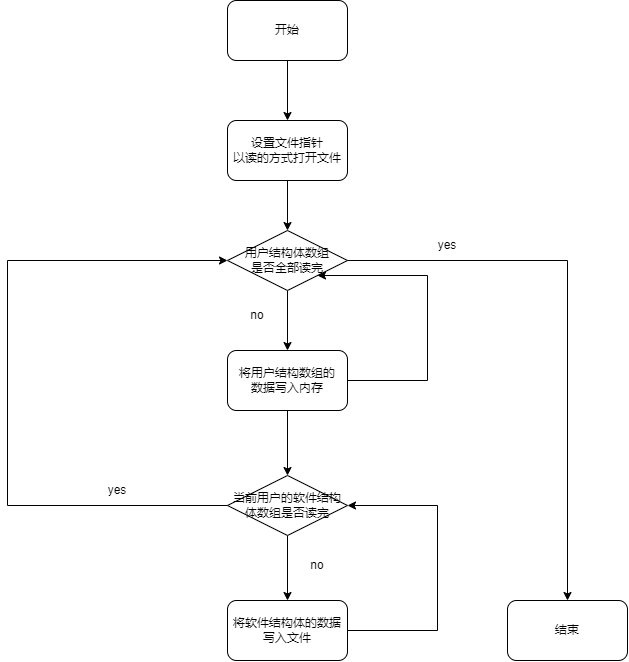 开始
设置文件指针
以读的方式打开文件
用户结构体数组
是否全部读完
yes
no
将用户结构数组的
数据写入内存
yes
当前用户的软件结构
体数组是否读完
no
将软件结构体的数据
写入文件
结束